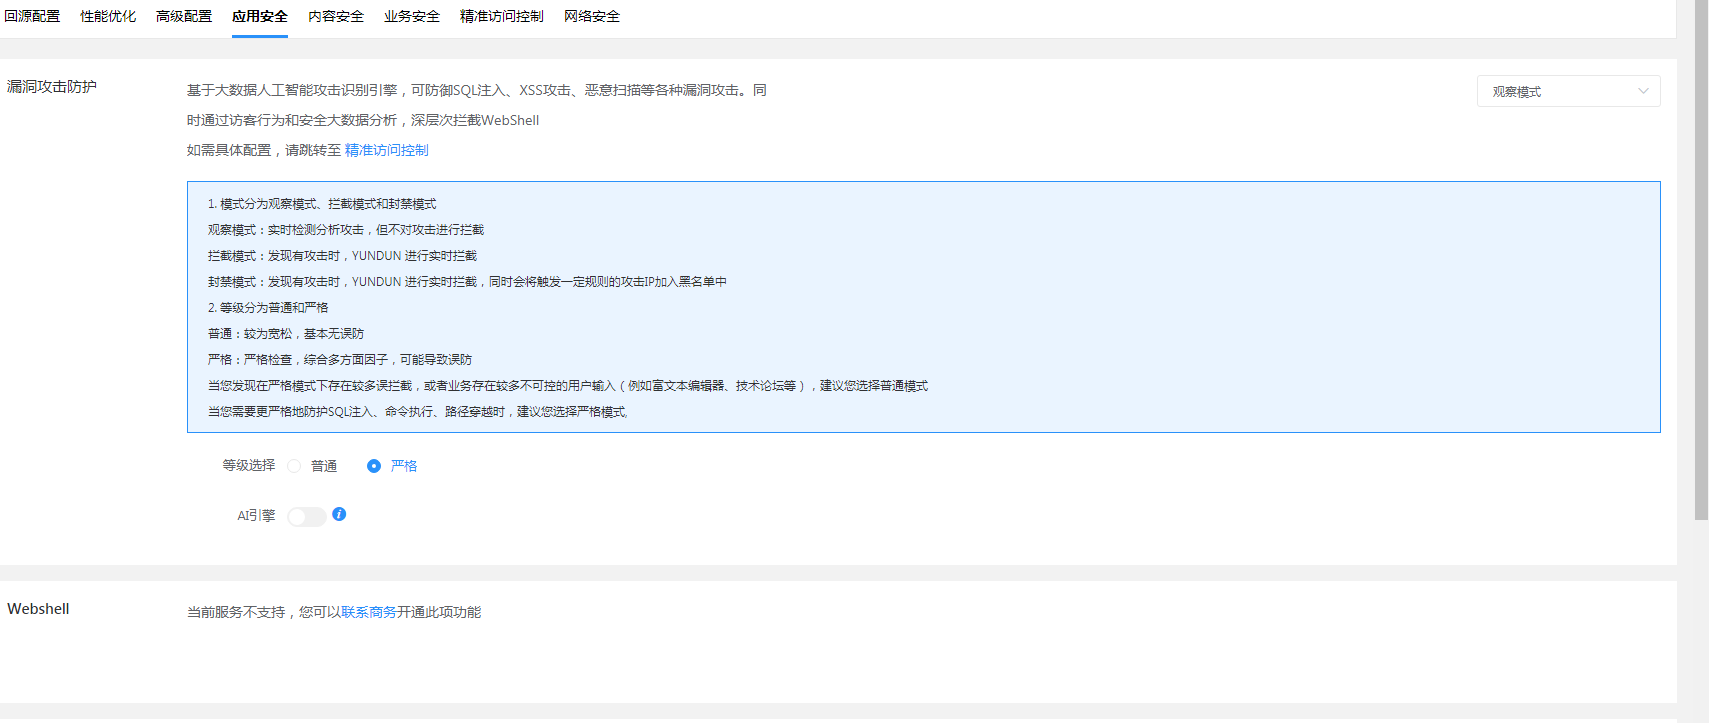 回源配置 性能优化 高级配置 应用安全 内容安全 业务安全 精准访问控制 网络安全
漏洞攻击防护
基于大数据人工智能攻击识别引擎，可防御SQL注入、XSS攻击、恶意扫描等各种漏洞攻击。同
时通过访客行为和安全大数据分析，深层次拦截WebShell
如需具体配置，请跳转至 精准访问控制
观察模式
1. 模式分为观察模式、拦截模式和封禁模式
观察模式：实时检测分析攻击，但不对攻击进行拦截
拦截模式：发现有攻击时，YUNDUN 进行实时拦截
封禁模式：发现有攻击时，YUNDUN 进行实时拦截，同时会将触发一定规则的攻击IP加入黑名单中
2. 等级分为普通和严格
普通：较为宽松，基本无误防
严格：严格检查，综合多方面因子，可能导致误防
当您发现在严格模式下存在较多误拦截，或者业务存在较多不可控的用户输入（例如富文本编辑器、技术论坛等），建议您选择普通模式
当您需要更严格地防护SQL注入、命令执行、路径穿越时，建议您选择严格模式。
等级选择 普通 严格
AI引擎
Webshell
当前服务不支持，您可以联系商务开通此项功能